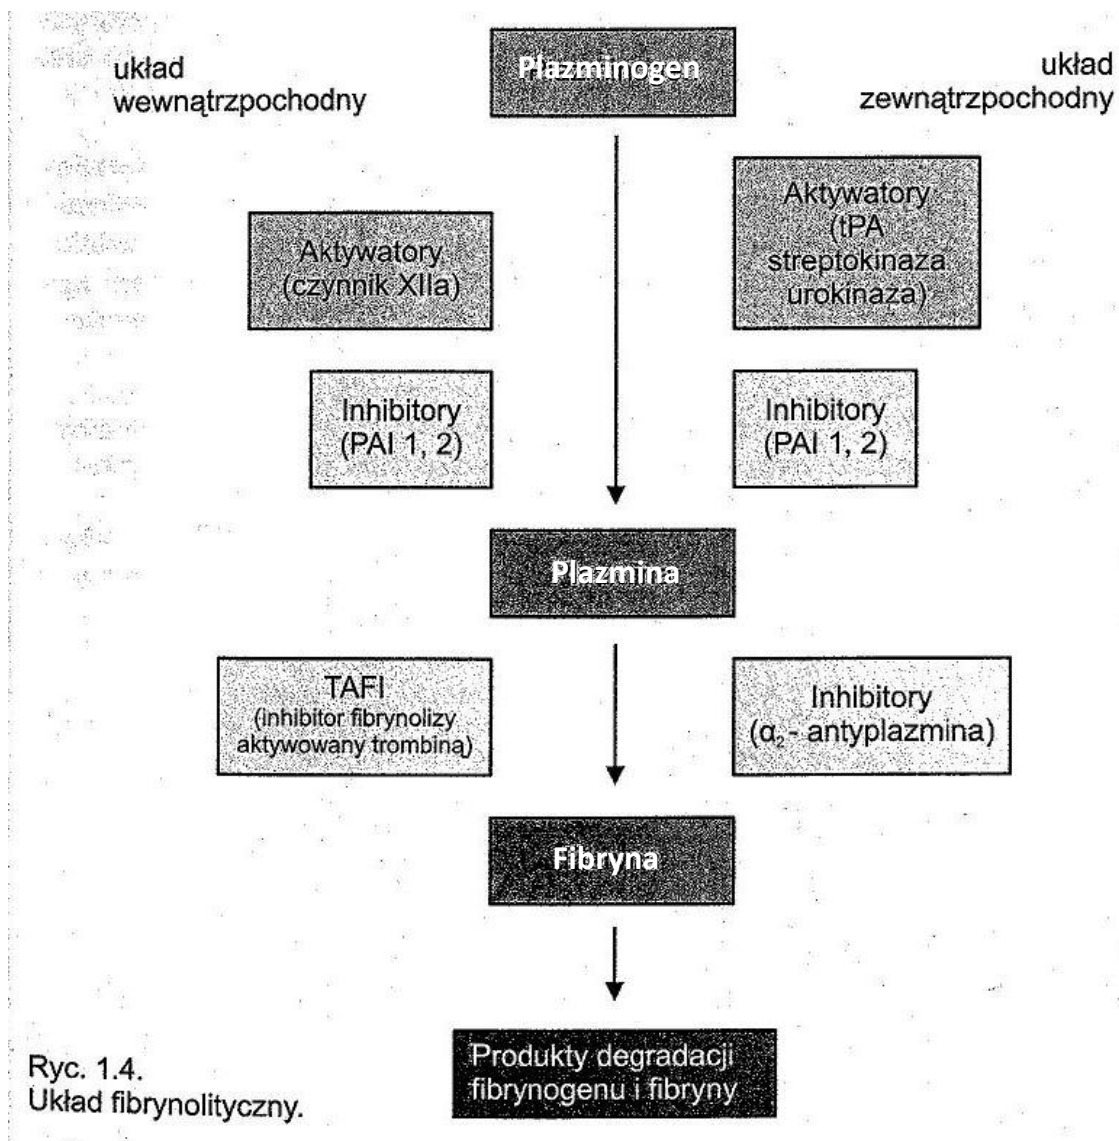 układ
wewnątrzpochodny
Plazminogen
układ
zewnątrzpochodny
Aktywatory
(czynnik XIIa)
Aktywatory
(tPA
streptokinaza
urokinaza)
Inhibitory
(PAI 1, 2)
Inhibitory
(PAI 1, 2)
Plazmina
TAFI
(inhibitor fibrynolizy
aktywowany trombiną)
Inhibitory
(α₂- antyplazmina)
Fibryna
Produkty degradacji
fibrynogenu i fibryny
Ryc. 1.4.
Układ fibrynolityczny.